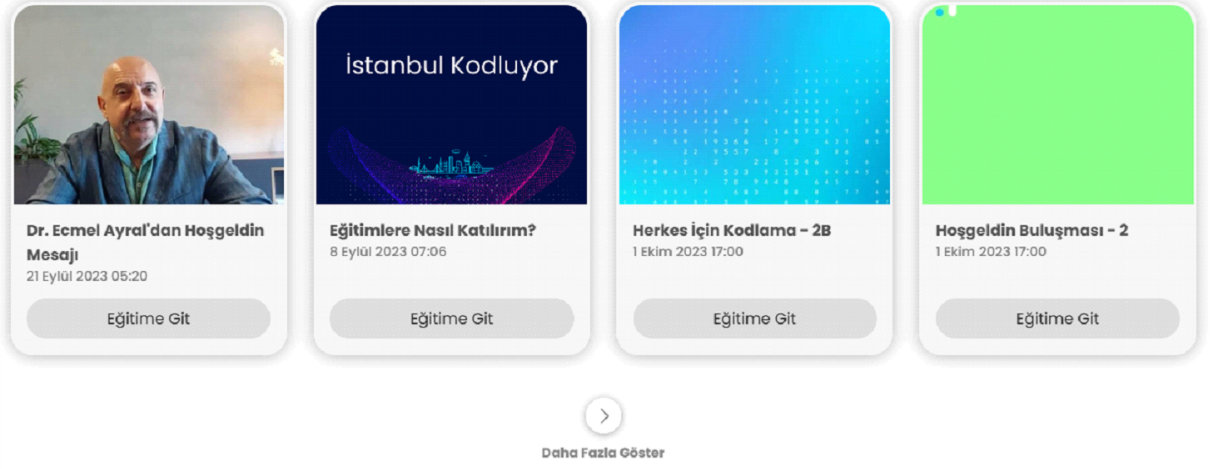 İstanbul Kodluyor
Dr. Ecmel Ayral'dan Hoşgeldin
Mesajı
21 Eylül 2023 05:20
Eğitime Git
Eğitimlere Nasıl Katılırım?
8 Eylül 2023 07:06
Eğitime Git
Herkes İçin Kodlama - 2B
1 Ekim 2023 17:00
Eğitime Git
Hoşgeldin Buluşması - 2
1 Ekim 2023 17:00
Eğitime Git
Daha Fazla Göster